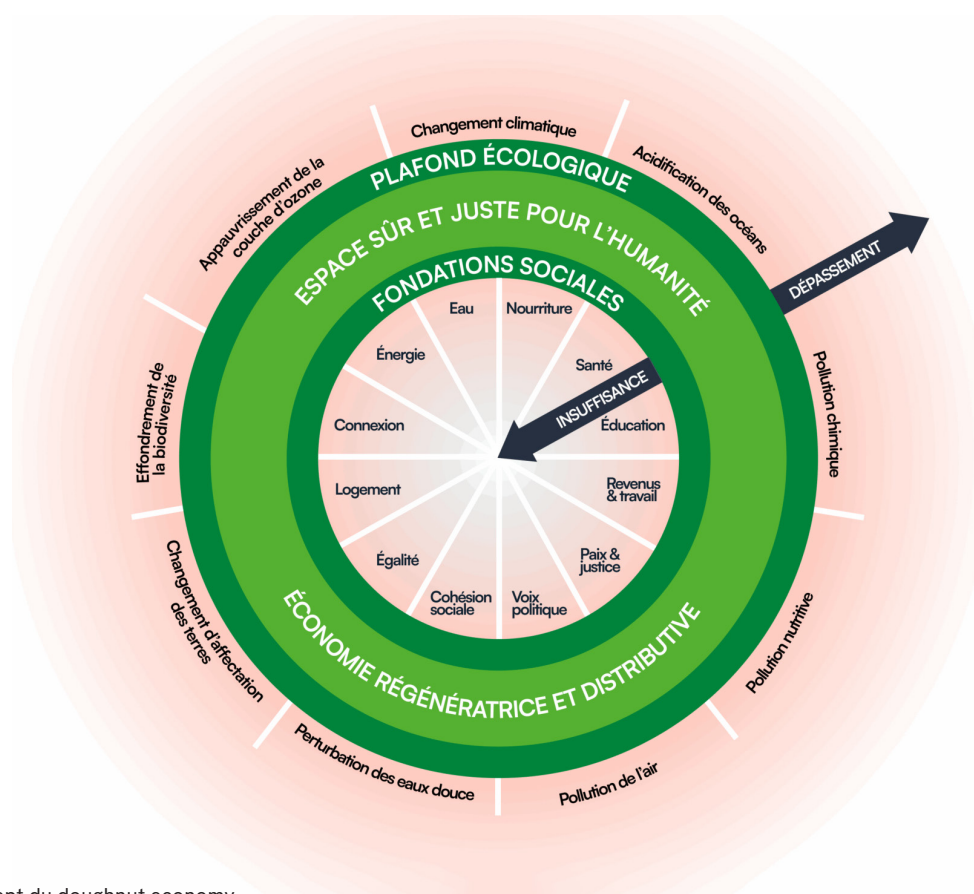 Changement climatique
Acidification des océans
DÉPASSEMENT
Pollution chimique
Pollution nutritive
Pollution de l'air
Perturbation des eaux douce
Changement d'affectation
des terres
Effondrement de
la biodiversité
Appauvrissement de la
couche d'ozone
PLAFOND ÉCOLOGIQUE
ESPACE SÛR ET JUSTE POUR L'HUMANITÉ
FONDATIONS SOCIALES
Eau
Nourriture
Énergie
Santé
INSUFFISANCE
Connexion
Éducation
Logement
Revenus
& travail
Égalité
Paix &
justice
Cohésion
sociale
Voix
politique
ÉCONOMIE RÉGÉNÉRATRICE ET DISTRIBUTIVE
du doughnut economy